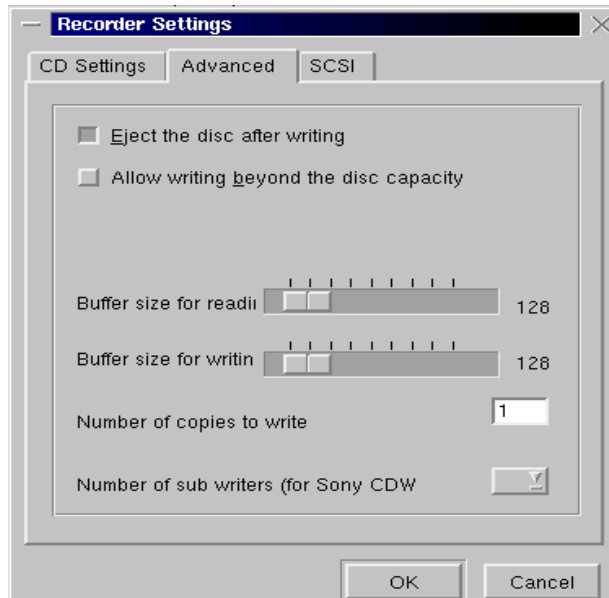 Recorder Settings
CD Settings Advanced SCSI
Eject the disc after writing
Allow writing beyond the disc capacity
Buffer size for readi
128
Buffer size for writin
128
Number of copies to write
1
Number of sub writers (for Sony CDW
OK Cancel